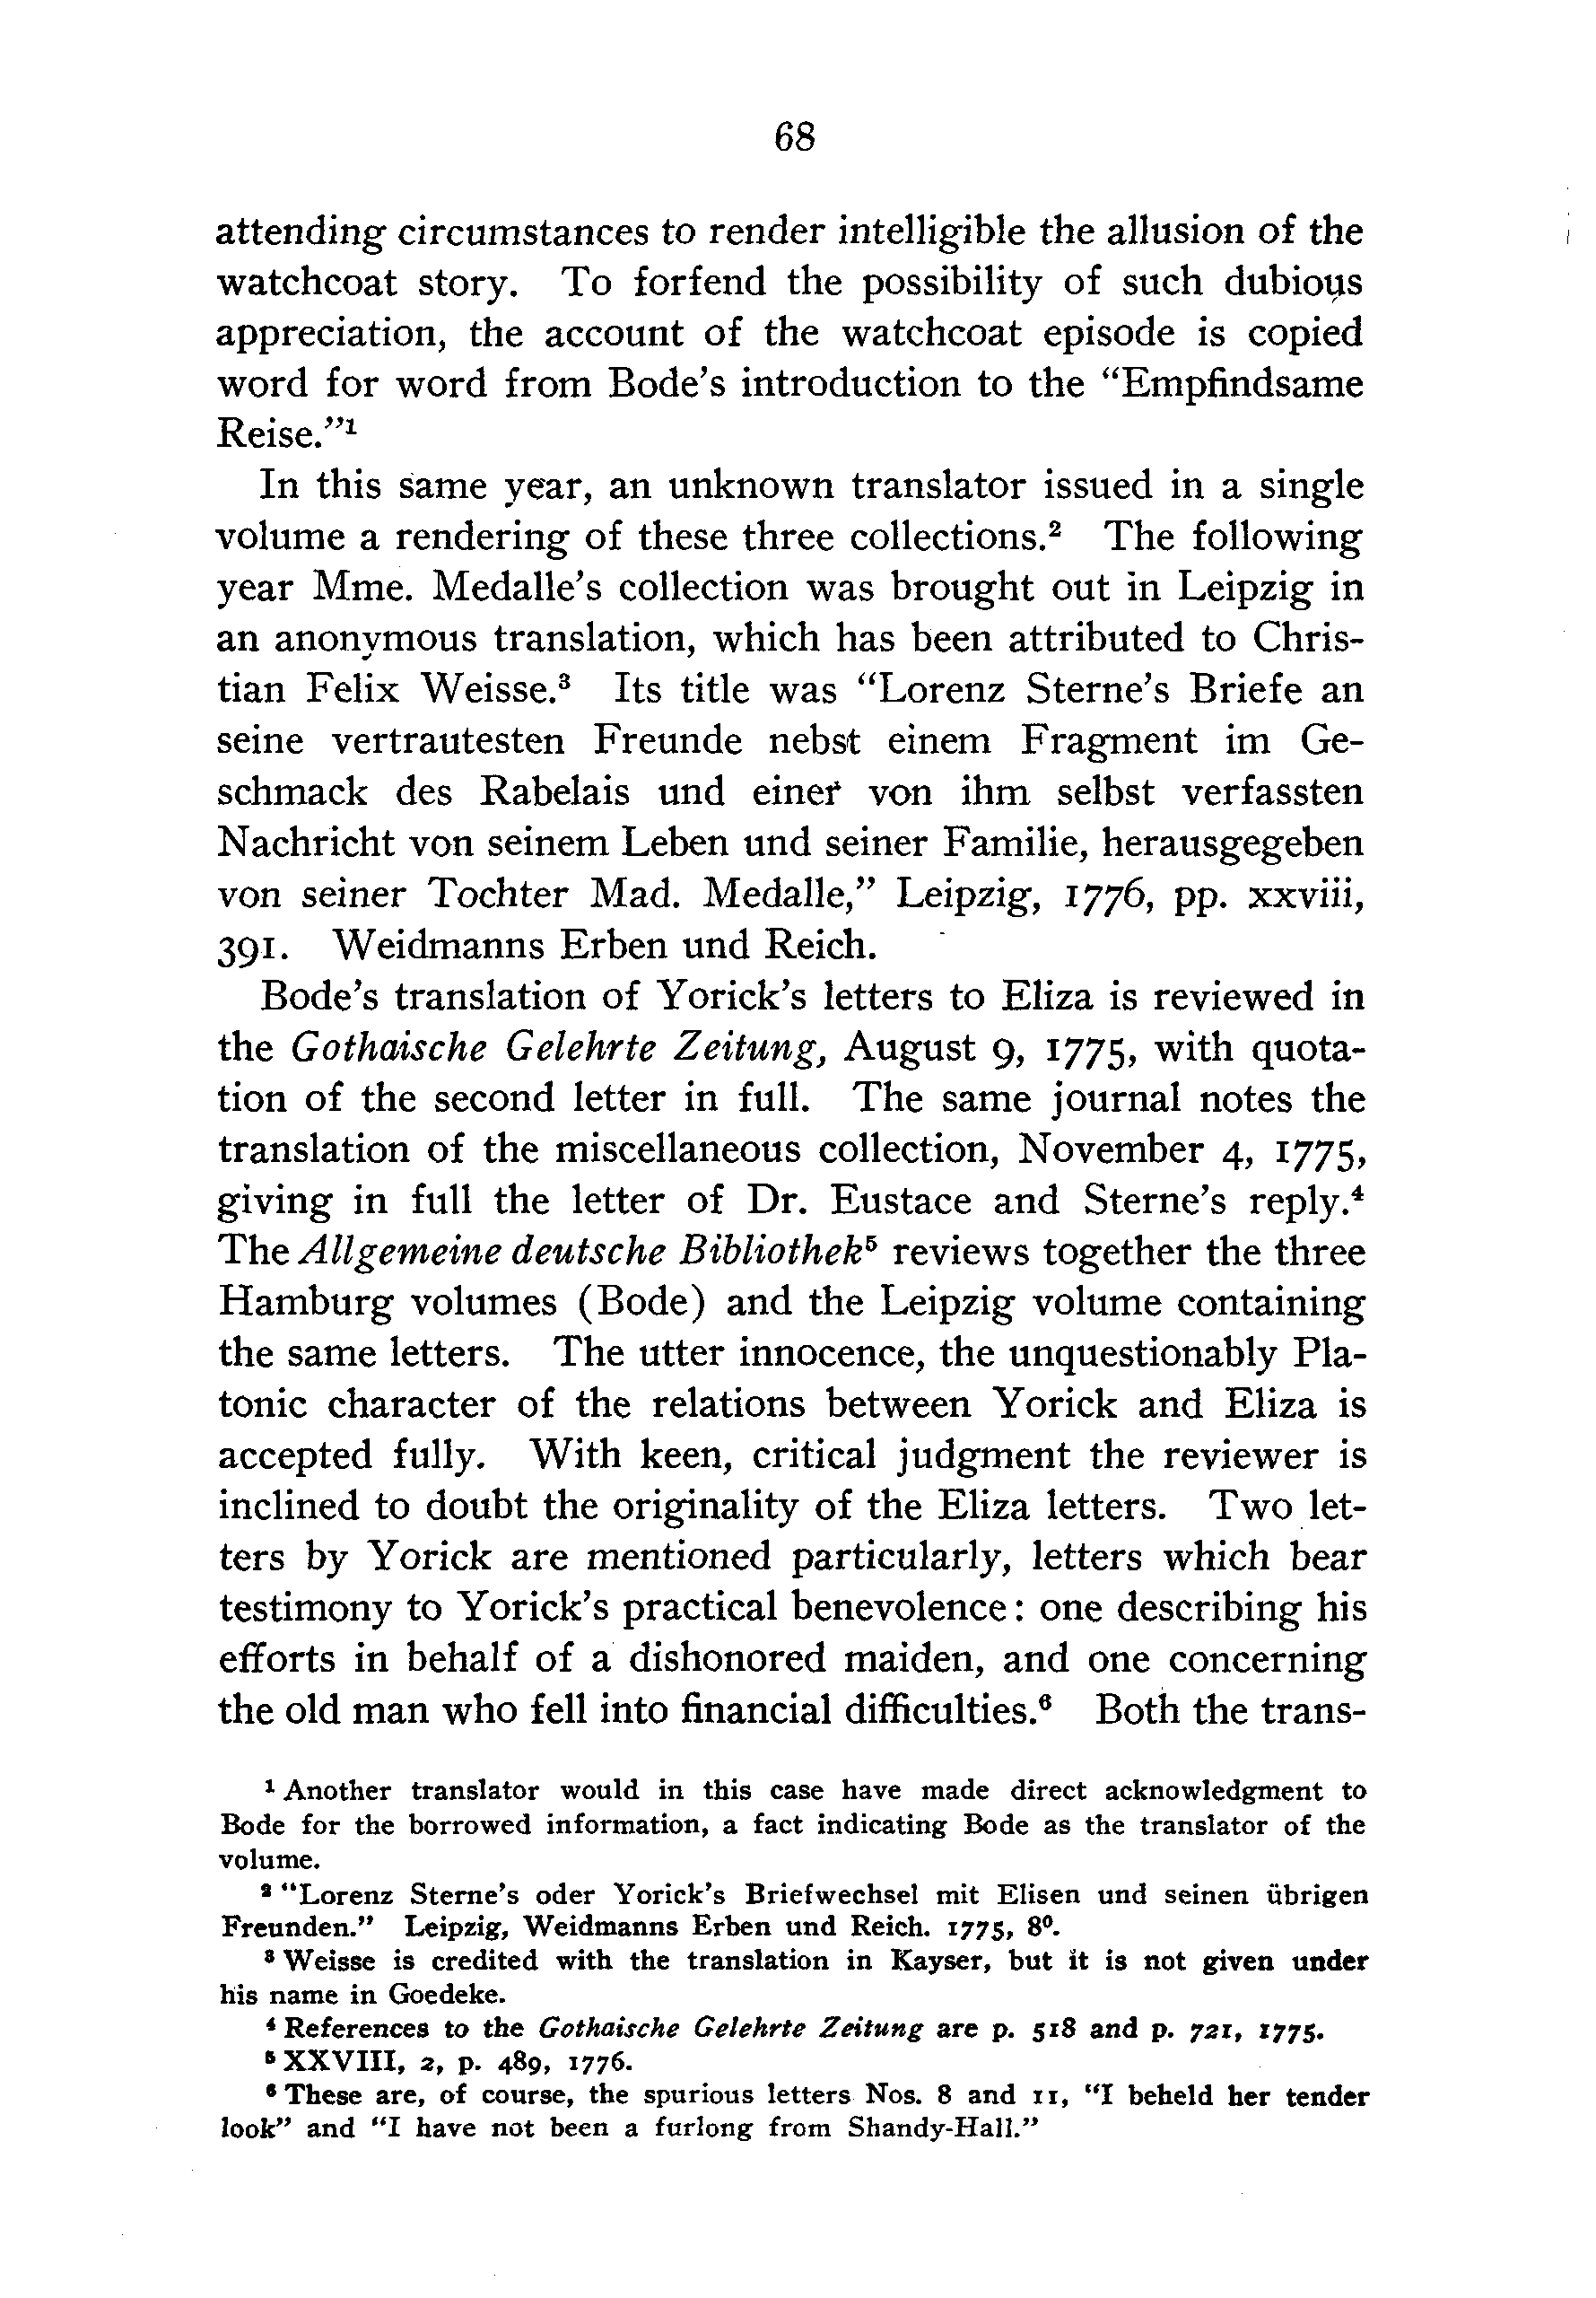 68
attending circumstances to render intelligible the allusion of the
watchcoat story. To forfend the possibility of such dubious
appreciation, the account of the watchcoat episode is copied
word for word from Bode's introduction to the “Empfindsame
Reise.”¹
In this same year, an unknown translator issued in a single
volume a rendering of these three collections.² The following
year Mme. Medalle's collection was brought out in Leipzig in
an anonymous translation, which has been attributed to Chris-
tian Felix Weisse.³ Its title was “Lorenz Sterne's Briefe an
seine vertrautesten Freunde nebst einem Fragment im Ge-
schmack des Rabelais und einer von ihm selbst verfassten
Nachricht von seinem Leben und seiner Familie, herausgegeben
von seiner Tochter Mad. Medalle,” Leipzig, 1776, pp. xxviii,
391. Weidmanns Erben und Reich.
Bode's translation of Yorick's letters to Eliza is reviewed in
the Gothaische Gelehrte Zeitung, August 9, 1775, with quota-
tion of the second letter in full. The same journal notes the
translation of the miscellaneous collection, November 4, 1775,
giving in full the letter of Dr. Eustace and Sterne's reply.⁴
The Allgemeine deutsche Bibliothek⁵ reviews together the three
Hamburg volumes (Bode) and the Leipzig volume containing
the same letters. The utter innocence, the unquestionably Pla-
tonic character of the relations between Yorick and Eliza is
accepted fully. With keen, critical judgment the reviewer is
inclined to doubt the originality of the Eliza letters. Two let-
ters by Yorick are mentioned particularly, letters which bear
testimony to Yorick's practical benevolence: one describing his
efforts in behalf of a dishonored maiden, and one concerning
the old man who fell into financial difficulties.⁶ Both the trans-
¹ Another translator would in this case have made direct acknowledgment to
Bode for the borrowed information, a fact indicating Bode as the translator of the
volume.
² “Lorenz Sterne's oder Yorick's Briefwechsel mit Elisen und seinen übrigen
Freunden.” Leipzig, Weidmanns Erben und Reich. 1775, 8⁰.
³ Weisse is credited with the translation in Kayser, but it is not given under
his name in Goedeke.
⁴ References to the Gothaische Gelehrte Zeitung are p. 518 and p. 721, 1775.
⁵ XXVIII, 2, p. 489, 1776.
⁶ These are, of course, the spurious letters Nos. 8 and 11, “I beheld her tender
look” and “I have not been a furlong from Shandy-Hall.”